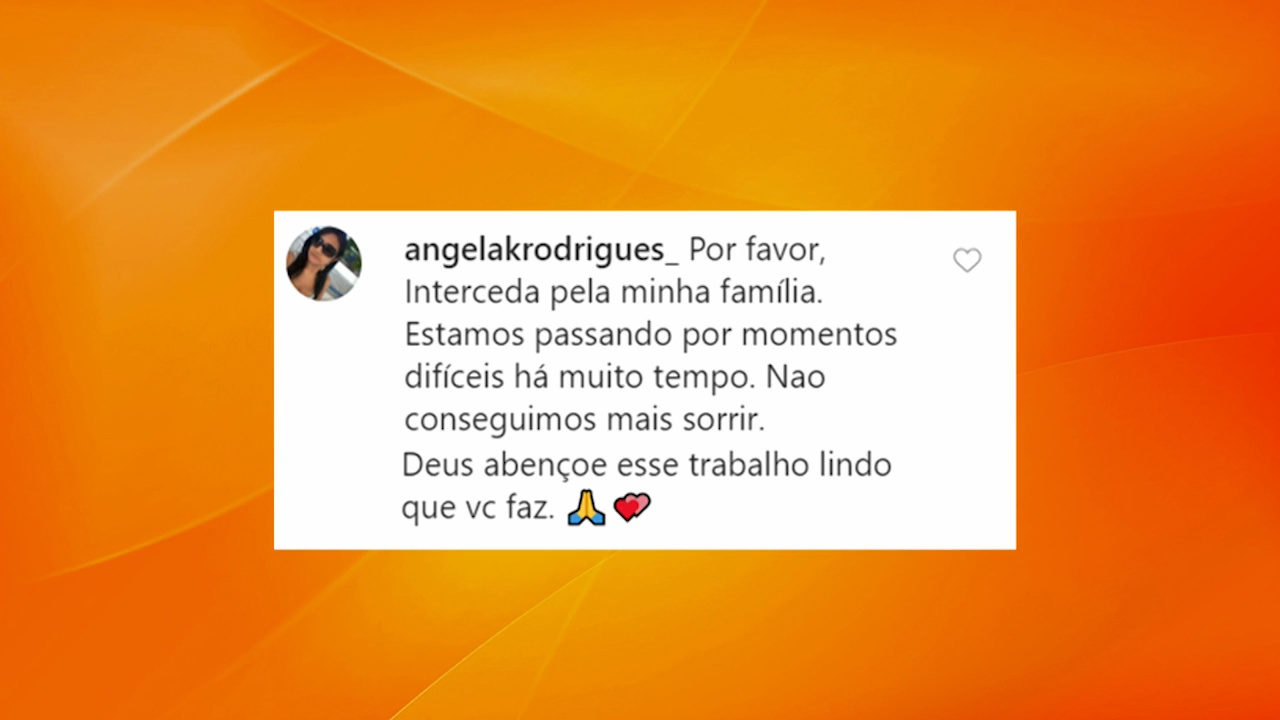 angelakrodrigues_ Por favor,
Interceda pela minha família.
Estamos passando por momentos
difíceis há muito tempo. Nao
conseguimos mais sorrir.
Deus abençoe esse trabalho lindo
que vc faz. 🙏💕